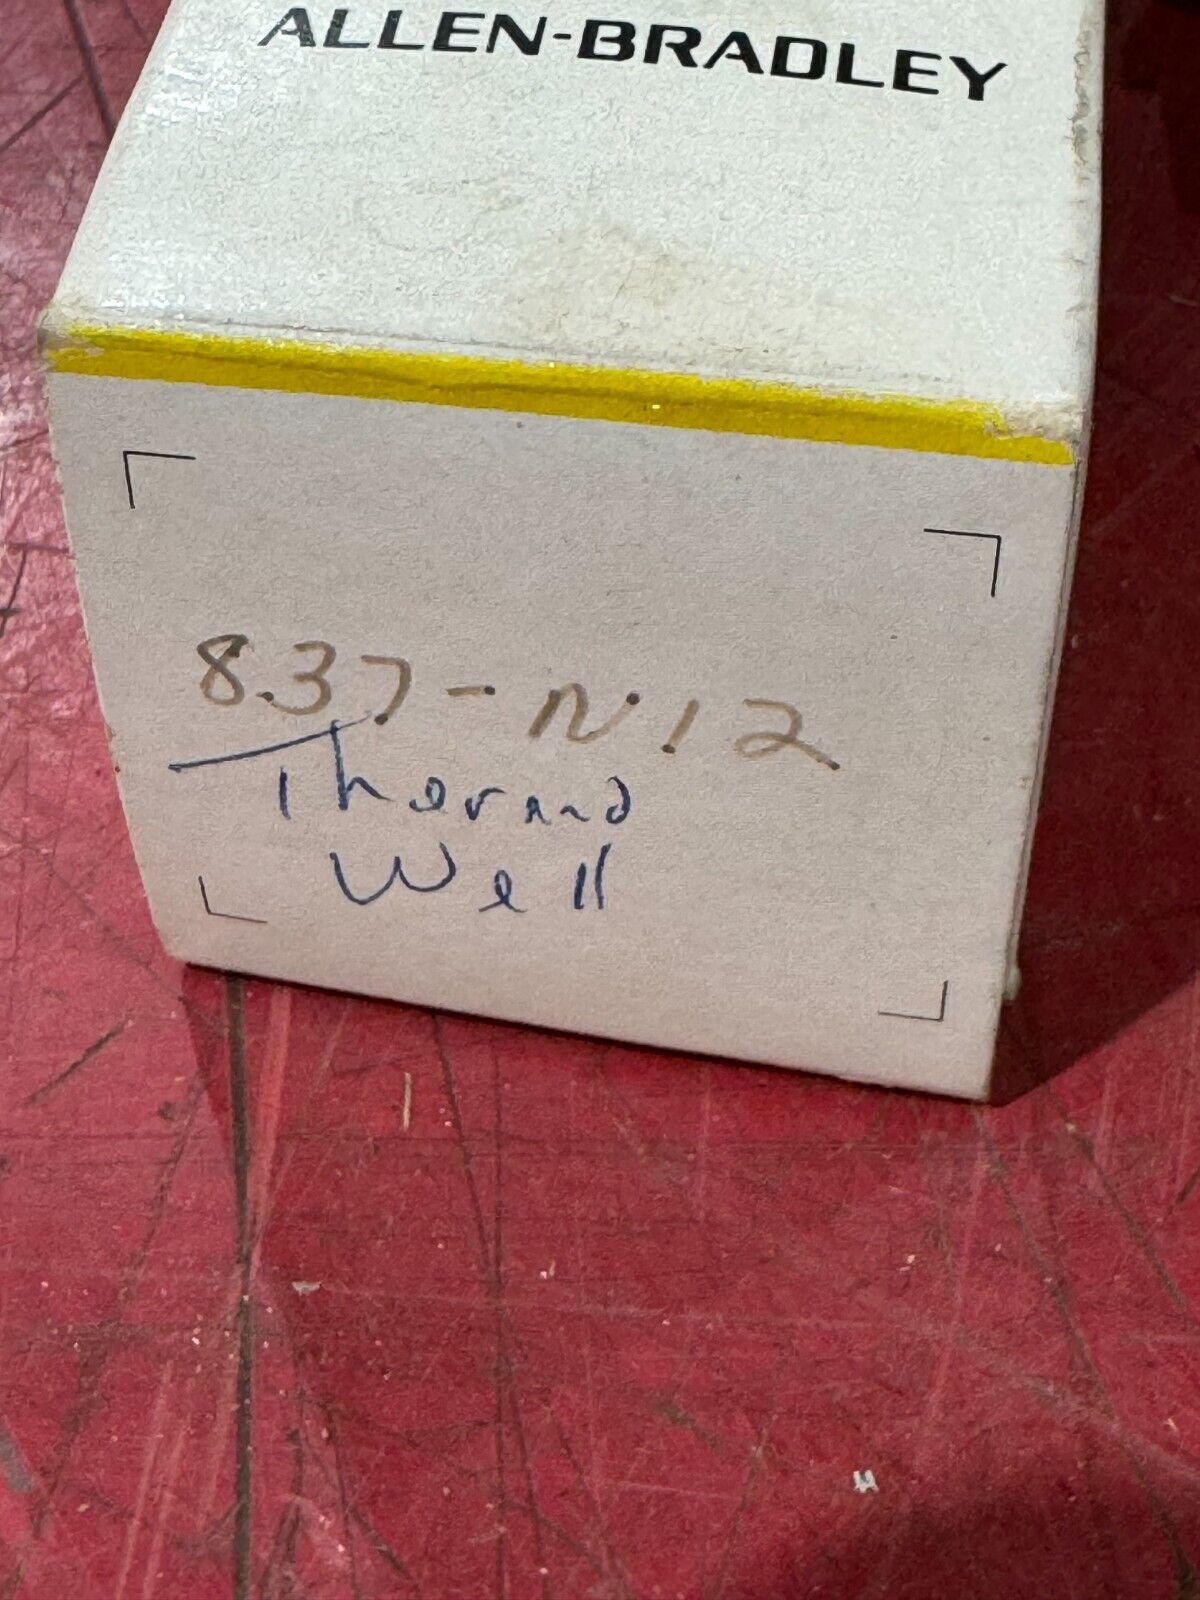 ALLEN-BRADLEY
837-N12
Thermo
Well